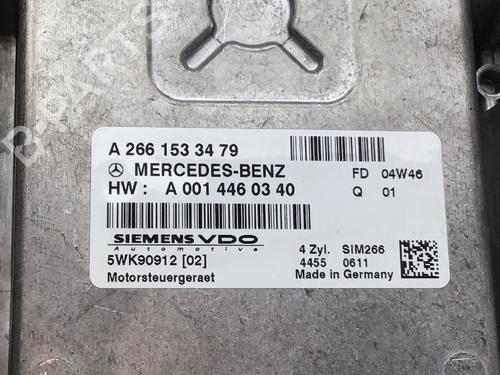 B-PARTS
A 266 153 34 79
MERCEDES-BENZ FD 04W46
HW : A 001 446 03 40 Q 01
SIEMENS VDO
Automotive
4 Zyl. SIM266
5WK90912 [02] 4455 0611
Motorsteuergeraet Made in Germany